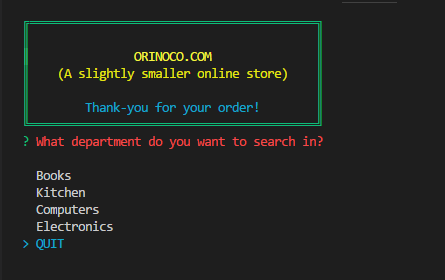 ORINOCO.COM
(A slightly smaller online store)
Thank-you for your order!
? What department do you want to search in?
Books
Kitchen
Computers
Electronics
> QUIT